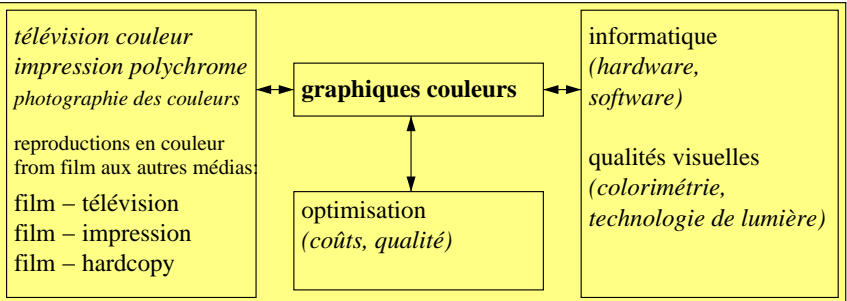 télévision couleur
impression polychrome
photographie des couleurs
reproductions en couleur
from film aux autres médias:
film – télévision
film – impression
film – hardcopy
graphiques couleurs
optimisation
(coûts, qualité)
informatique
(hardware,
software)
qualités visuelles
(colorimétrie,
technologie de lumière)